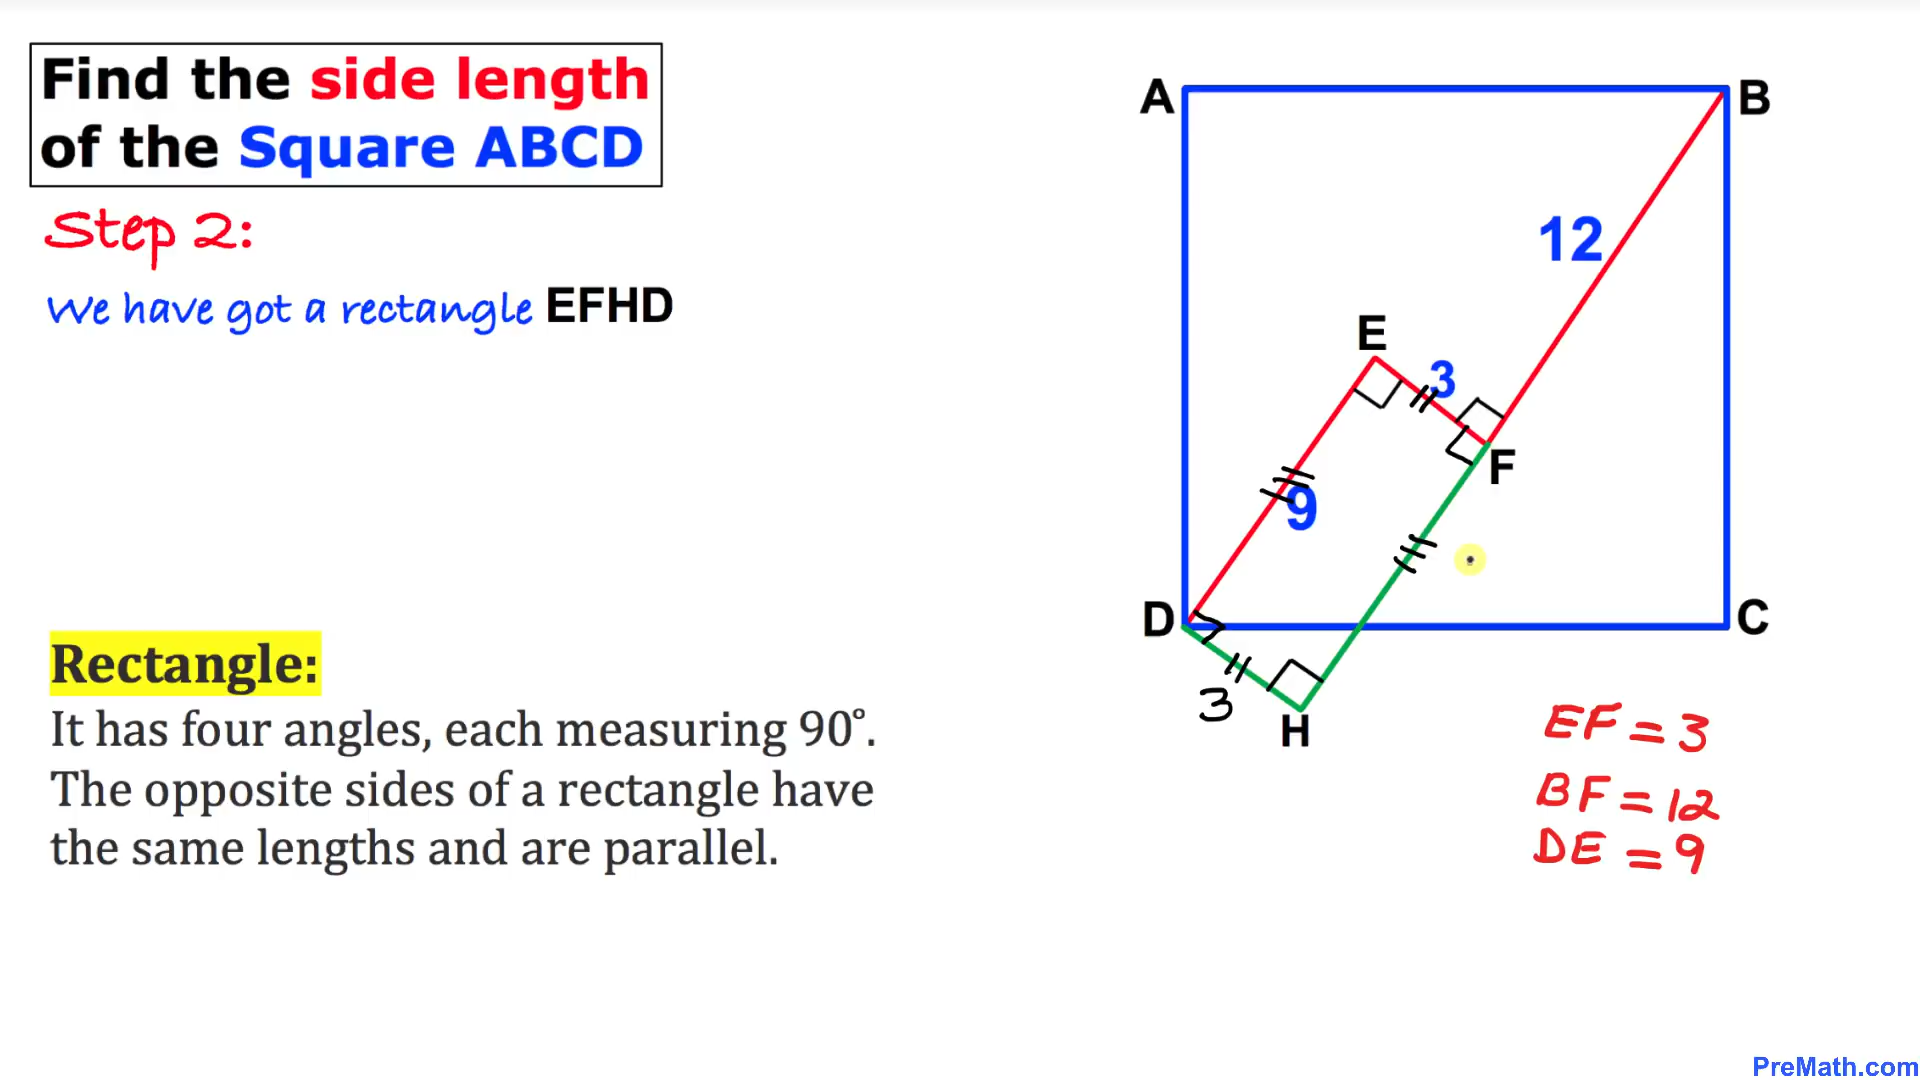 Find the side length
of the Square ABCD
Step 2:
We have got a rectangle EFHD
A
B
12
E
3
F
9
D
C
3
H
Rectangle:
It has four angles, each measuring 90°.
The opposite sides of a rectangle have
the same lengths and are parallel.
EF = 3
BF = 12
DE = 9
PreMath.com